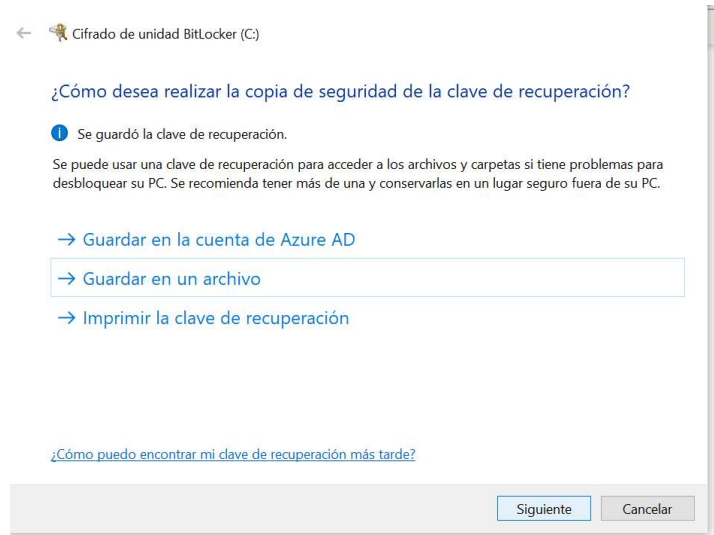 Cifrado de unidad BitLocker (C:)
¿Cómo desea realizar la copia de seguridad de la clave de recuperación?
Se guardó la clave de recuperación.
Se puede usar una clave de recuperación para acceder a los archivos y carpetas si tiene problemas para
desbloquear su PC. Se recomienda tener más de una y conservarlas en un lugar seguro fuera de su PC.
→ Guardar en la cuenta de Azure AD
→ Guardar en un archivo
→ Imprimir la clave de recuperación
¿Cómo puedo encontrar mi clave de recuperación más tarde?
Siguiente Cancelar